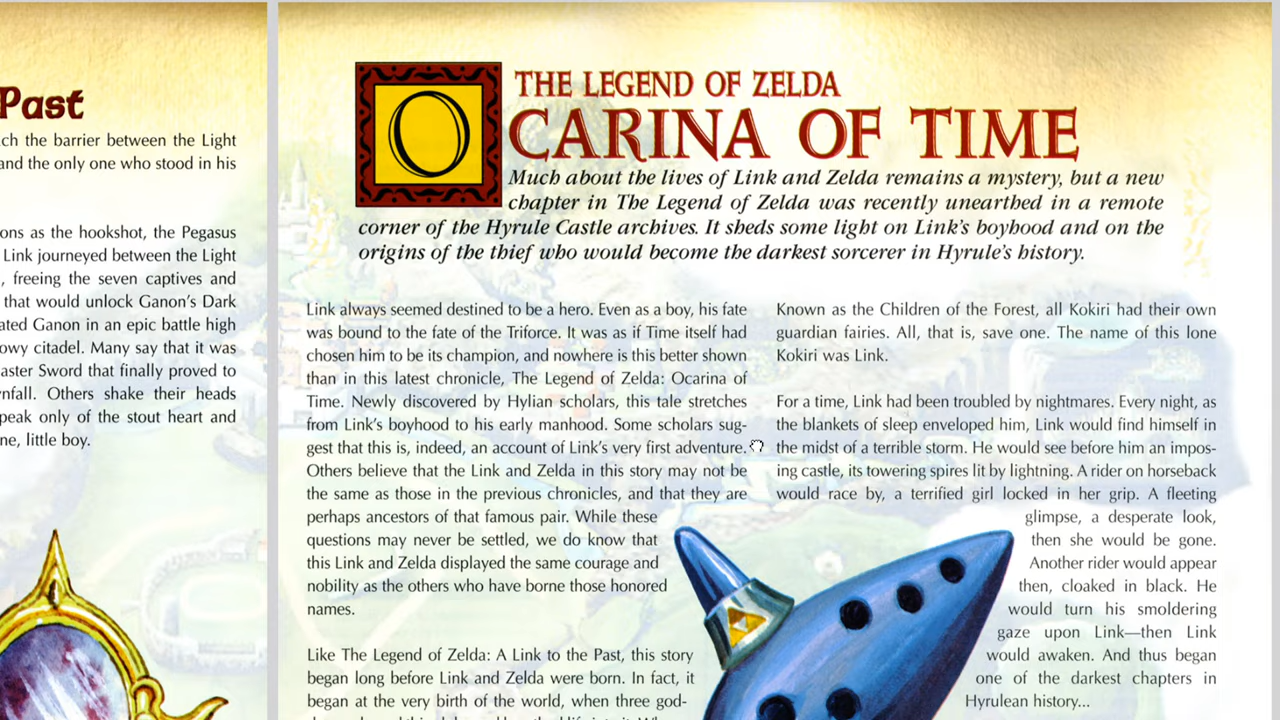 Past
ch the barrier between the Light
and the only one who stood in his
ons as the hookshot, the Pegasus
Link journeyed between the Light
, freeing the seven captives and
that would unlock Ganon's Dark
ated Ganon in an epic battle high
owy citadel. Many say that it was
aster Sword that finally proved to
nfall. Others shake their heads
peak only of the stout heart and
ne, little boy.
THE LEGEND OF ZELDA
OCARINA OF TIME
Much about the lives of Link and Zelda remains a mystery, but a new
chapter in The Legend of Zelda was recently unearthed in a remote
corner of the Hyrule Castle archives. It sheds some light on Link's boyhood and on the
origins of the thief who would become the darkest sorcerer in Hyrule's history.
Link always seemed destined to be a hero. Even as a boy, his fate
was bound to the fate of the Triforce. It was as if Time itself had
chosen him to be its champion, and nowhere is this better shown
than in this latest chronicle, The Legend of Zelda: Ocarina of
Time. Newly discovered by Hylian scholars, this tale stretches
from Link's boyhood to his early manhood. Some scholars sug-
gest that this is, indeed, an account of Link's very first adventure.
Others believe that the Link and Zelda in this story may not be
the same as those in the previous chronicles, and that they are
perhaps ancestors of that famous pair. While these
questions may never be settled, we do know that
this Link and Zelda displayed the same courage and
nobility as the others who have borne those honored
names.
Like The Legend of Zelda: A Link to the Past, this story
began long before Link and Zelda were born. In fact, it
began at the very birth of the world, when three god-
Known as the Children of the Forest, all Kokiri had their own
guardian fairies. All, that is, save one. The name of this lone
Kokiri was Link.
For a time, Link had been troubled by nightmares. Every night, as
the blankets of sleep enveloped him, Link would find himself in
the midst of a terrible storm. He would see before him an impos-
ing castle, its towering spires lit by lightning. A rider on horseback
would race by, a terrified girl locked in her grip. A fleeting
glimpse, a desperate look,
then she would be gone.
Another rider would appear
then, cloaked in black. He
would turn his smoldering
gaze upon Link—then Link
would awaken. And thus began
one of the darkest chapters in
Hyrulean history...